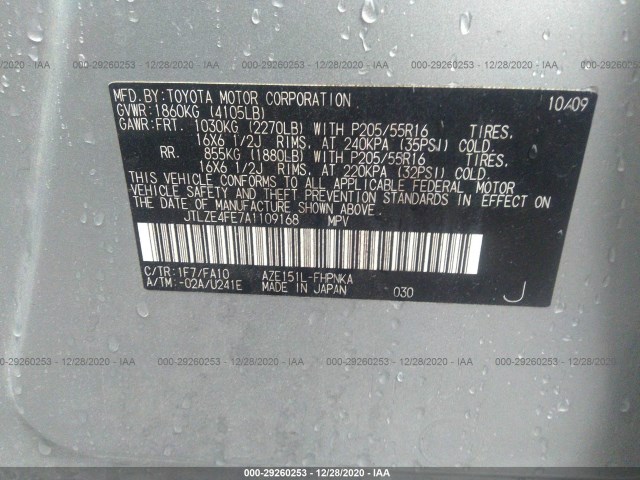 000-29260253 - 12/28/2020 - IAA
MFD.BY:TOYOTA MOTOR CORPORATION 10/09
GVWR:1860KG (4105LB)
GAWR:FRT. 1030KG (2270LB) WITH P205/55R16 TIRES,
16X6 1/2J RIMS, AT 240KPA (35PSI) COLD.
RR. 855KG (1880LB) WITH P205/55R16 TIRES,
16X6 1/2J RIMS, AT 220KPA (32PSI) COLD.
THIS VEHICLE CONFORMS TO ALL APPLICABLE FEDERAL MOTOR
VEHICLE SAFETY AND THEFT PREVENTION STANDARDS IN EFFECT ON
THE DATE OF MANUFACTURE SHOWN ABOVE.
JTLZE4FE7A1109168 MPV
C/TR:1F7/FA10 AZE151L-FHPNKA
A/TM:-02A/U241E MADE IN JAPAN 030 J
000-29260253 - 12/28/2020 - IAA
000-29260253 - 12/28/2020 - IAA